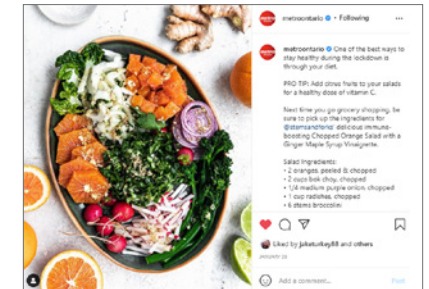 metroontario • Following
metroontario One of the best ways to
stay healthy during the lockdown is
through your diet.
PRO TIP: Add citrus fruits to your salads
for a healthy dose of vitamin C.
Next time you go grocery shopping, be
sure to pick up the ingredients for
delicious immune-
boosting Chopped Orange Salad with a
Ginger Maple Syrup Vinaigrette.
Salad Ingredients:
• 2 oranges, peeled & chopped
• 2 cups bok choy, chopped
• 1/4 medium purple onion, chopped
• 1 cup radishes, chopped
• 6 stems broccolini
Liked by jaketurkey88 and others
JANUARY
Add a comment...
Post